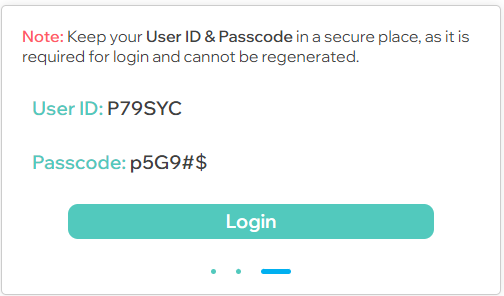 Note: Keep your User ID & Passcode in a secure place, as it is
required for login and cannot be regenerated.
User ID: P79SYC
Passcode: p5G9#$
Login